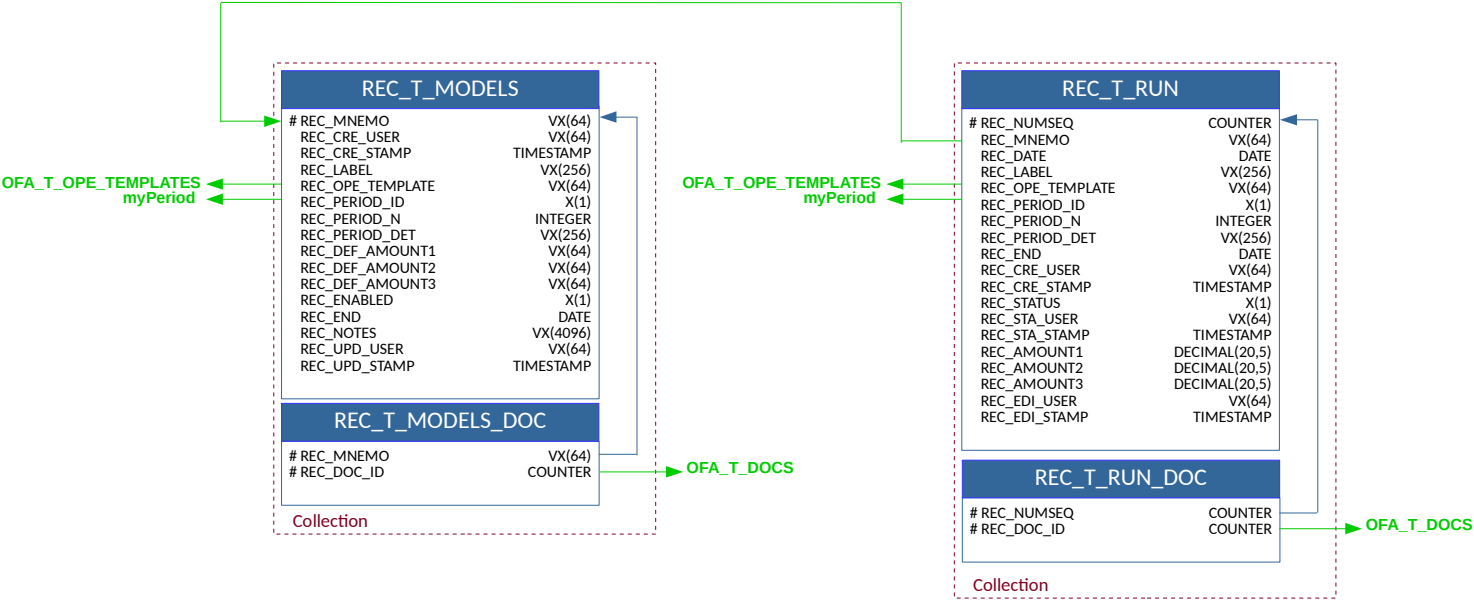 REC_T_MODELS
# REC_MNEMO VX(64)
REC_CRE_USER VX(64)
REC_CRE_STAMP TIMESTAMP
REC_LABEL VX(256)
REC_OPE_TEMPLATE VX(64)
REC_PERIOD_ID X(1)
REC_PERIOD_N INTEGER
REC_PERIOD_DET VX(256)
REC_DEF_AMOUNT1 VX(64)
REC_DEF_AMOUNT2 VX(64)
REC_DEF_AMOUNT3 VX(64)
REC_ENABLED X(1)
REC_END DATE
REC_NOTES VX(4096)
REC_UPD_USER VX(64)
REC_UPD_STAMP TIMESTAMP
OFA_T_OPE_TEMPLATES
myPeriod
REC_T_MODELS_DOC
# REC_MNEMO VX(64)
# REC_DOC_ID COUNTER
OFA_T_DOCS
Collection
REC_T_RUN
# REC_NUMSEQ COUNTER
REC_MNEMO VX(64)
REC_DATE DATE
REC_LABEL VX(256)
REC_OPE_TEMPLATE VX(64)
REC_PERIOD_ID X(1)
REC_PERIOD_N INTEGER
REC_PERIOD_DET VX(256)
REC_END DATE
REC_CRE_USER VX(64)
REC_CRE_STAMP TIMESTAMP
REC_STATUS X(1)
REC_STA_USER VX(64)
REC_STA_STAMP TIMESTAMP
REC_AMOUNT1 DECIMAL(20,5)
REC_AMOUNT2 DECIMAL(20,5)
REC_AMOUNT3 DECIMAL(20,5)
REC_EDI_USER VX(64)
REC_EDI_STAMP TIMESTAMP
OFA_T_OPE_TEMPLATES
myPeriod
REC_T_RUN_DOC
# REC_NUMSEQ COUNTER
# REC_DOC_ID COUNTER
OFA_T_DOCS
Collection